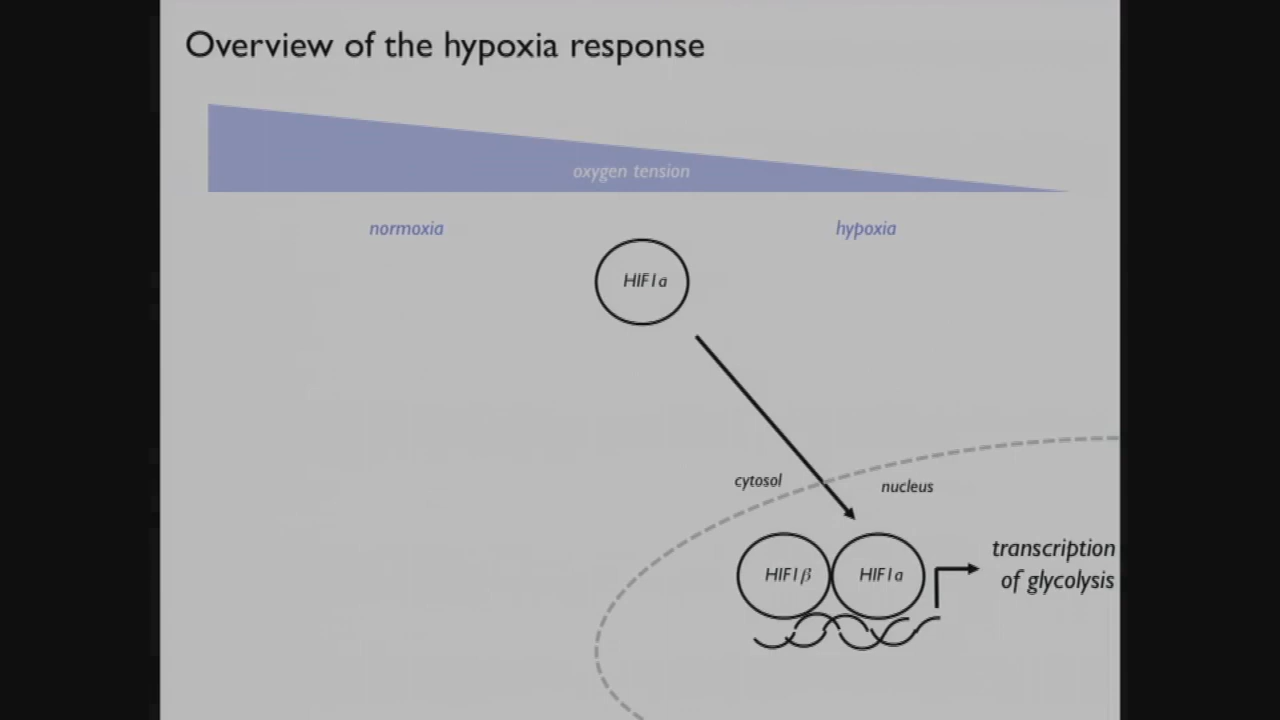 Overview of the hypoxia response
oxygen tension
normoxia
hypoxia
HIF1α
cytosol
nucleus
HIF1β
HIF1α
transcription
of glycolysis